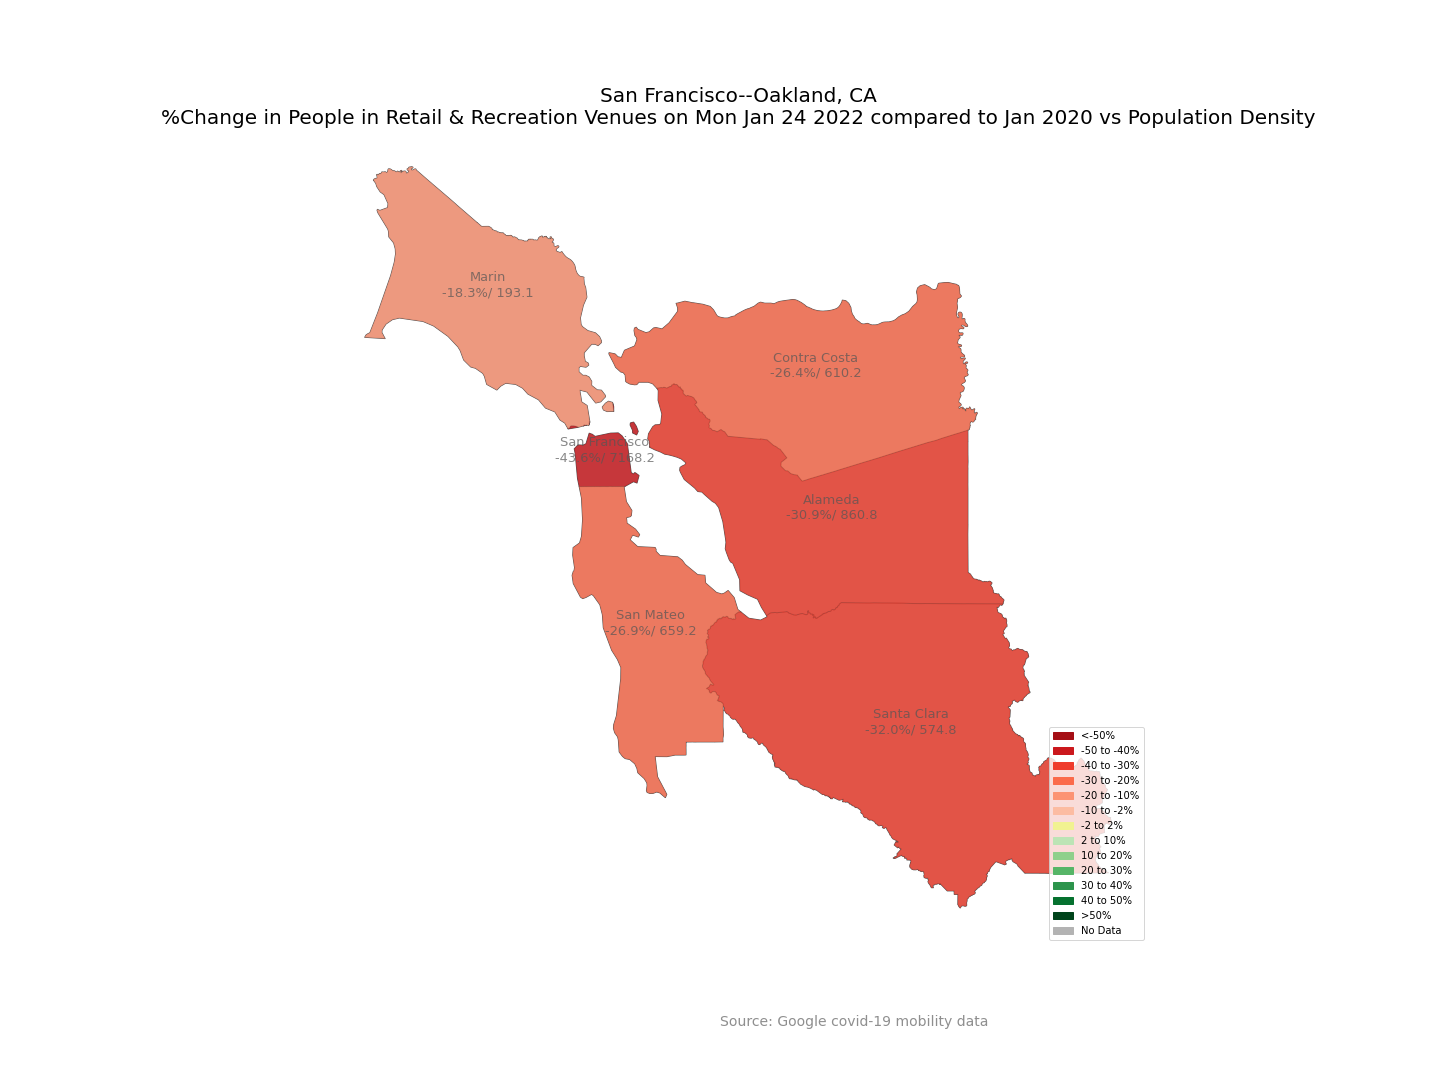 San Francisco--Oakland, CA
%Change in People in Retail & Recreation Venues on Mon Jan 24 2022 compared to Jan 2020 vs Population Density
Marin
-18.3%/ 193.1
Contra Costa
-26.4%/ 610.2
San Francisco
-43.6%/ 7158.2
Alameda
-30.9%/ 860.8
San Mateo
-26.9%/ 659.2
Santa Clara
-32.0%/ 574.8
<-50%
-50 to -40%
-40 to -30%
-30 to -20%
-20 to -10%
-10 to -2%
-2 to 2%
2 to 10%
10 to 20%
20 to 30%
30 to 40%
40 to 50%
>50%
No Data
Source: Google covid-19 mobility data